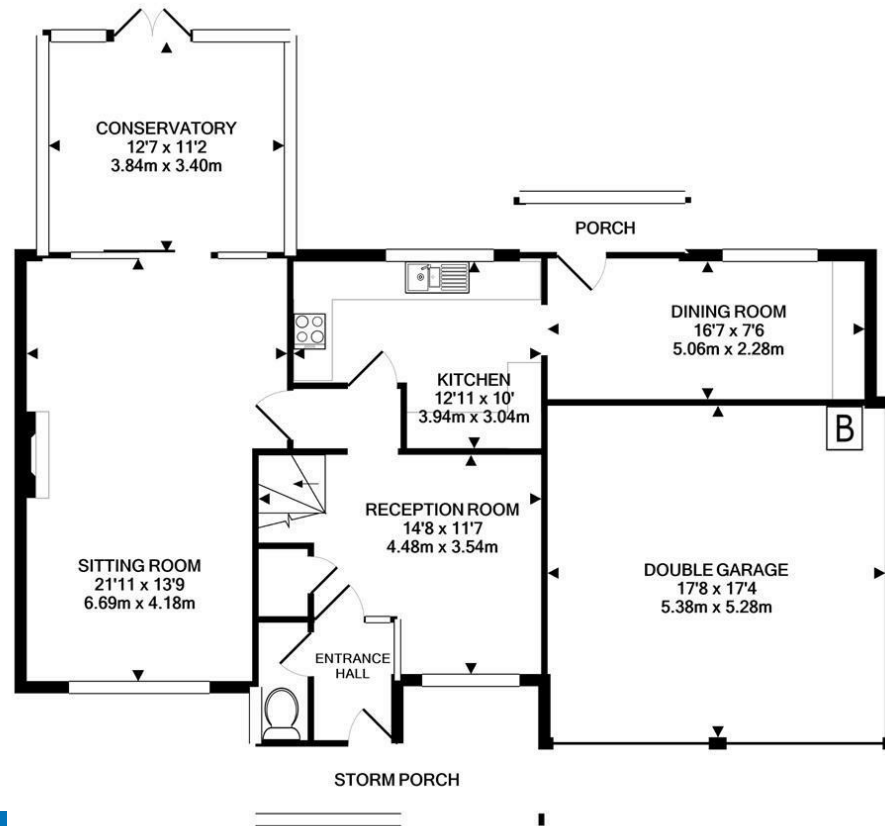 CONSERVATORY
12'7 x 11'2
3.84m x 3.40m
PORCH
DINING ROOM
16'7 x 7'6
5.06m x 2.28m
KITCHEN
12'11 x 10'
3.94m x 3.04m
B
RECEPTION ROOM
14'8 x 11'7
4.48m x 3.54m
SITTING ROOM
21'11 x 13'9
6.69m x 4.18m
DOUBLE GARAGE
17'8 x 17'4
5.38m x 5.28m
ENTRANCE
HALL
STORM PORCH